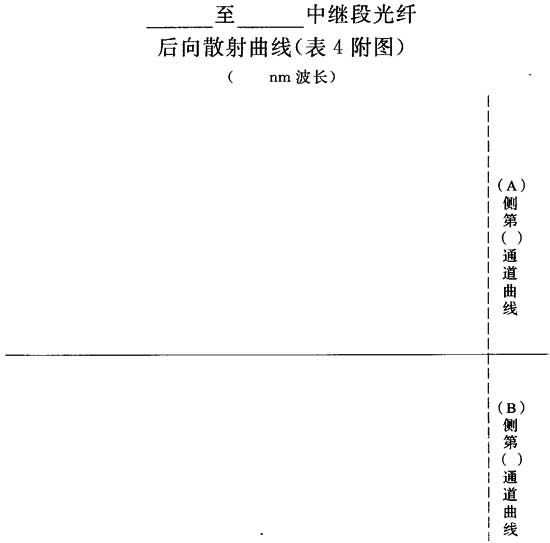 ______至______中继段光纤
后向散射曲线(表4附图)
(    nm 波长)
(A)侧第( )通道曲线
(B)侧第( )通道曲线